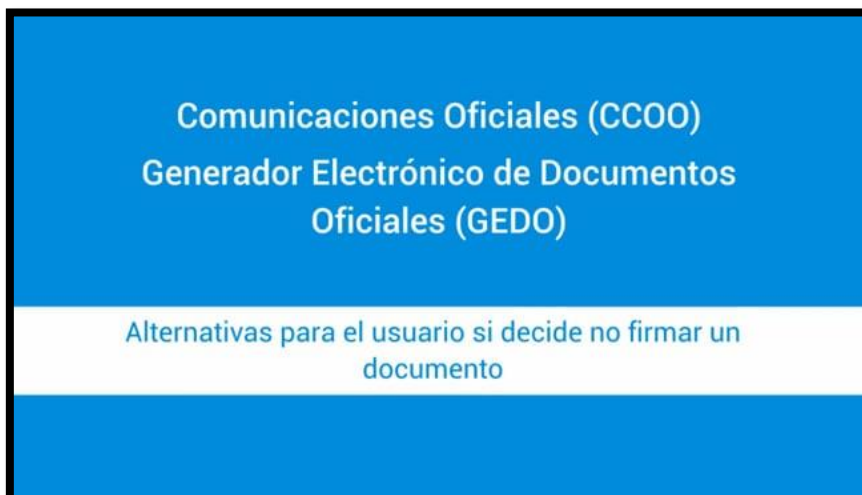 Comunicaciones Oficiales (CCOO)
Generador Electrónico de Documentos
Oficiales (GEDO)
Alternativas para el usuario si decide no firmar un
documento